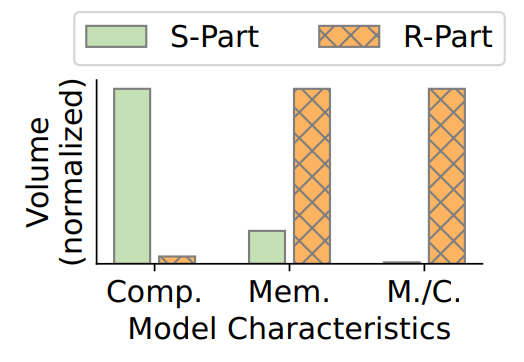 S-Part R-Part
Volume
(normalized)
Comp. Mem. M./C.
Model Characteristics